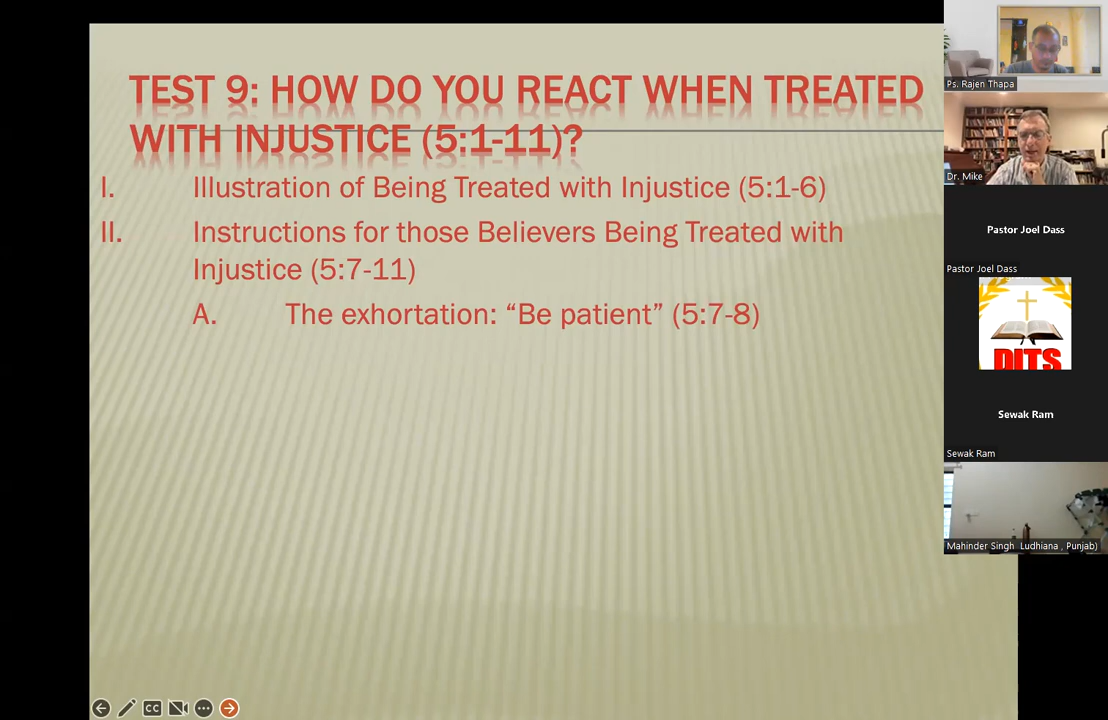 TEST 9: HOW DO YOU REACT WHEN TREATED
WITH INJUSTICE (5:1-11)?
I. Illustration of Being Treated with Injustice (5:1-6)
II. Instructions for those Believers Being Treated with
Injustice (5:7-11)
A. The exhortation: “Be patient” (5:7-8)
Ps. Rajen Thapa
Dr. Mike
Pastor Joel Dass
Pastor Joel Dass
DITS
Sewak Ram
Sewak Ram
Mahinder Singh Ludhiana , Punjab)
CC